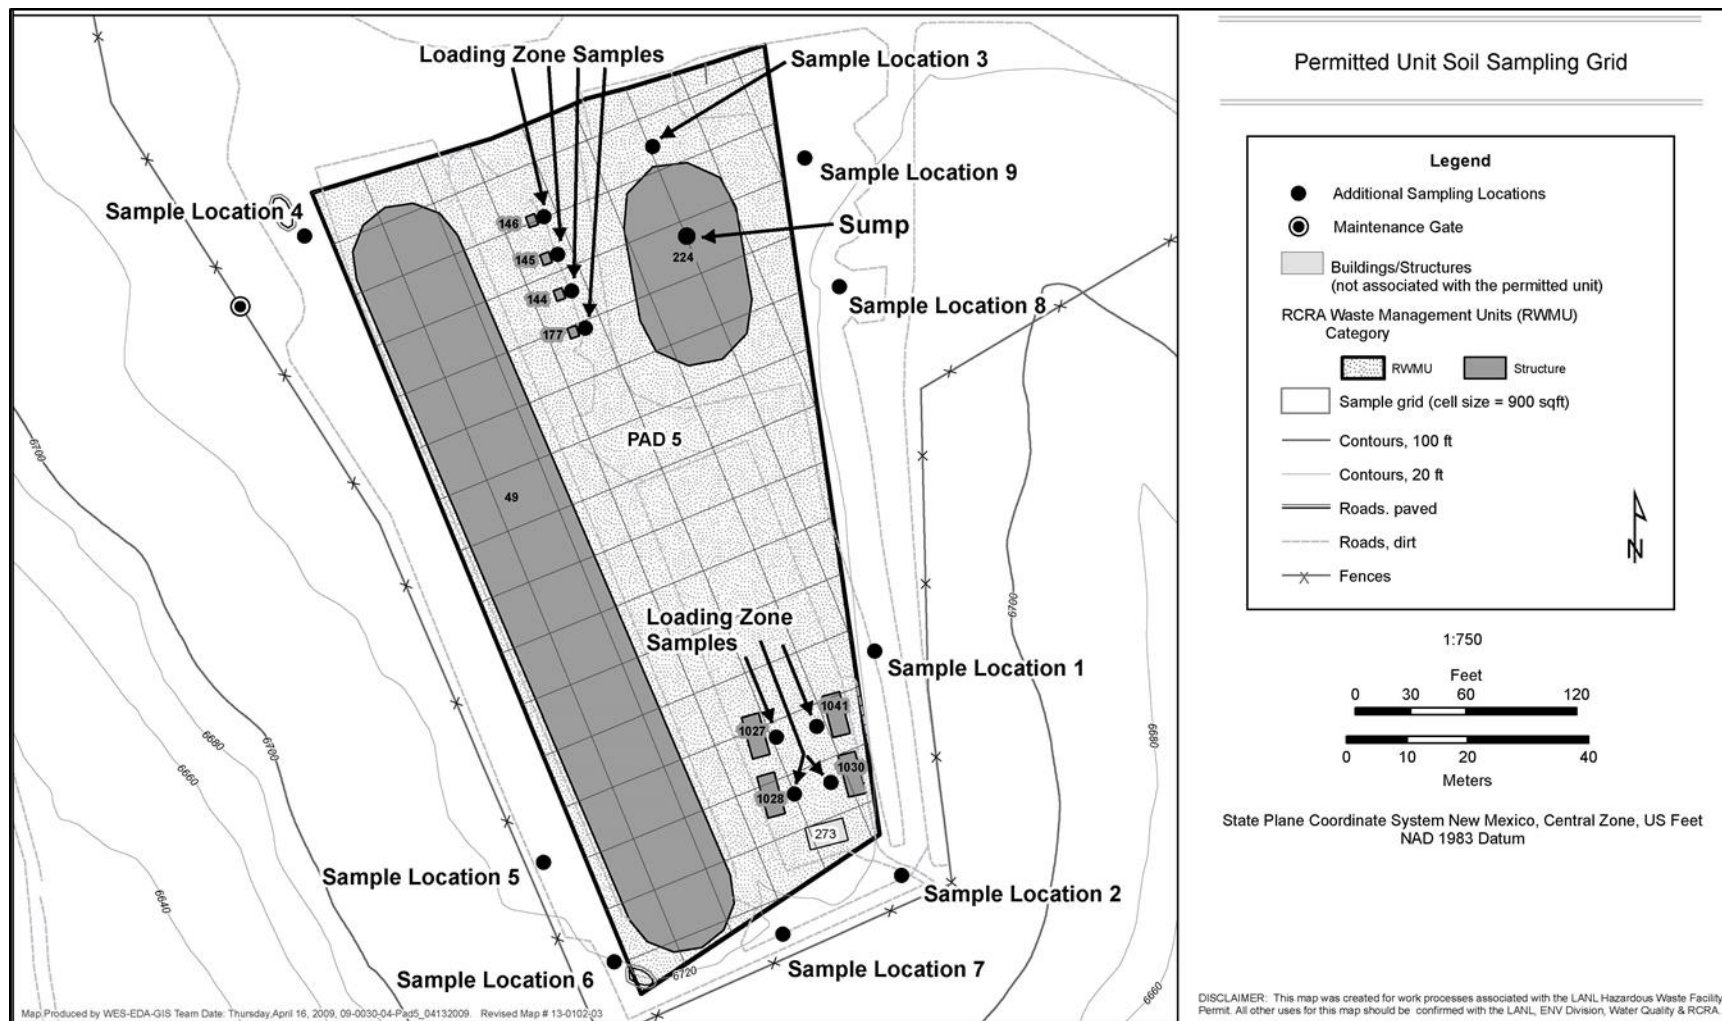 Loading Zone Samples
Sample Location 3
Sample Location 9
Sample Location 4
146
Sump
145
224
144
Sample Location 8
177
6700
PAD 5
49
6700
Loading Zone
Samples
Sample Location 1
1041
1027
6680
6700
6680
1030
6660
1028
273
Sample Location 5
Sample Location 2
6640
Sample Location 7
Sample Location 6
6720
6660
Map Produced by WES-EDA-GIS Team Date: Thursday,April 16, 2009, 09-0030-04-Pad5_04132009. Revised Map # 13-0102-03
Permitted Unit Soil Sampling Grid
Legend
Additional Sampling Locations
Maintenance Gate
Buildings/Structures
(not associated with the permitted unit)
RCRA Waste Management Units (RWMU)
Category
RWMU Structure
Sample grid (cell size = 900 sqft)
Contours, 100 ft
Contours, 20 ft
Roads. paved
Roads, dirt
Fences
N
1:750
Feet
0 30 60 120
0 10 20 40
Meters
State Plane Coordinate System New Mexico, Central Zone, US Feet
NAD 1983 Datum
DISCLAIMER: This map was created for work processes associated with the LANL Hazardous Waste Facility
Permit. All other uses for this map should be confirmed with the LANL, ENV Division, Water Quality & RCRA.